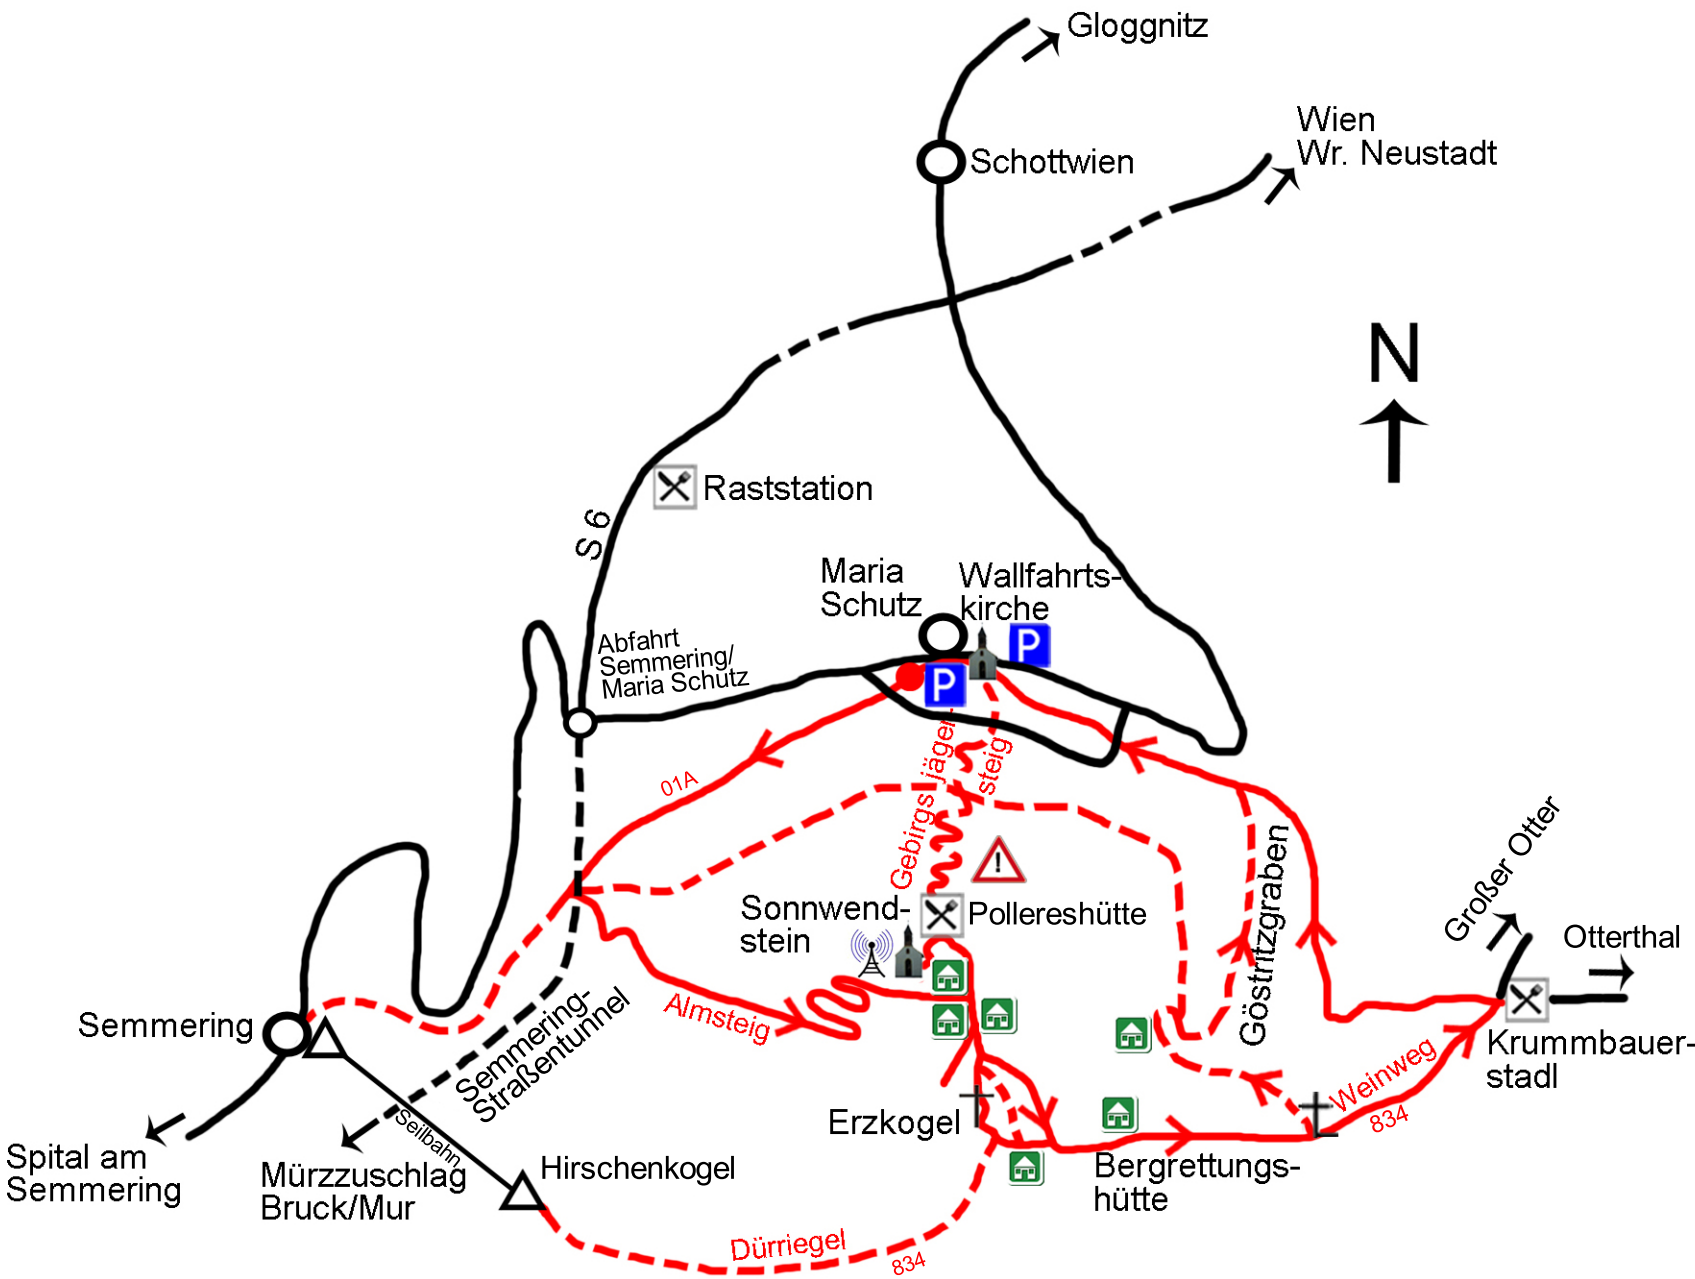 Gloggnitz
Wien
Wr. Neustadt
Schottwien
N
Raststation
S 6
Maria
Schutz
Wallfahrts-
kirche
P
P
Abfahrt
Semmering/
Maria Schutz
01A
Gebirgsjäger-
steig
!
Göstritzgraben
Großer Otter
Otterthal
Sonnwend-
stein
Pollereshütte
Almsteig
Semmering
Semmering-
Straßentunnel
Krummbauer-
stadl
Weinweg
834
Erzkogel
Seilbahn
Spital am
Semmering
Mürzzuschlag
Bruck/Mur
Hirschenkogel
Bergrettungs-
hütte
Dürriegel
834